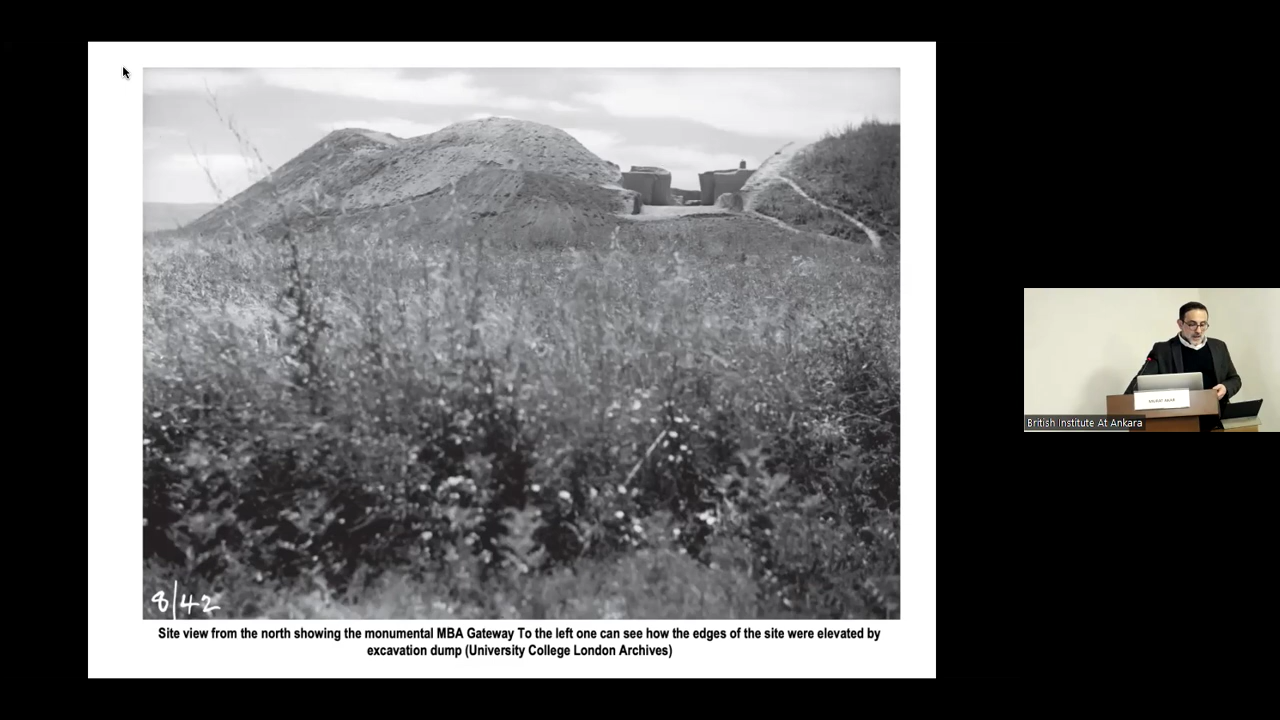 8/42
Site view from the north showing the monumental MBA Gateway To the left one can see how the edges of the site were elevated by
excavation dump (University College London Archives)
British Institute At Ankara